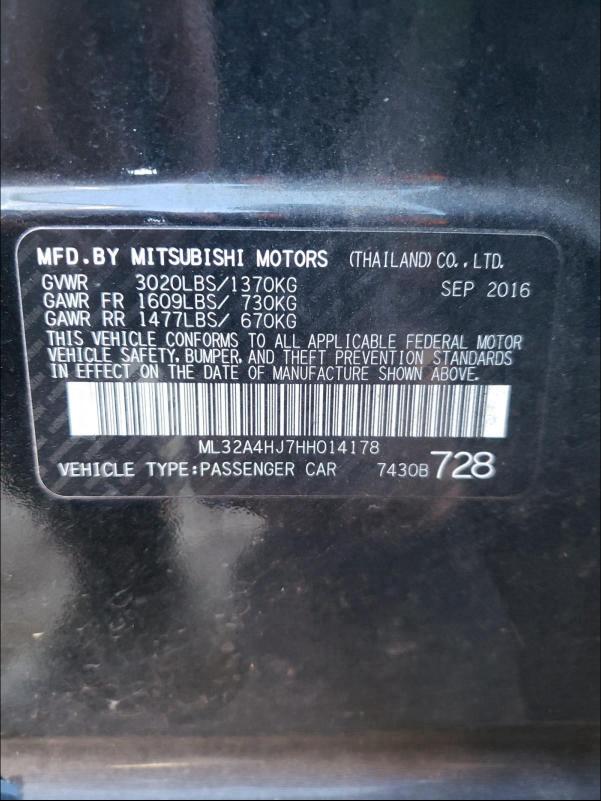 MFD.BY MITSUBISHI MOTORS (THAILAND)CO.,LTD.
GVWR 3020LBS/1370KG SEP 2016
GAWR FR 1609LBS/ 730KG
GAWR RR 1477LBS/ 670KG
THIS VEHICLE CONFORMS TO ALL APPLICABLE FEDERAL MOTOR
VEHICLE SAFETY, BUMPER, AND THEFT PREVENTION STANDARDS
IN EFFECT ON THE DATE OF MANUFACTURE SHOWN ABOVE.
ML32A4HJ7HH014178
VEHICLE TYPE:PASSENGER CAR 7430B 728